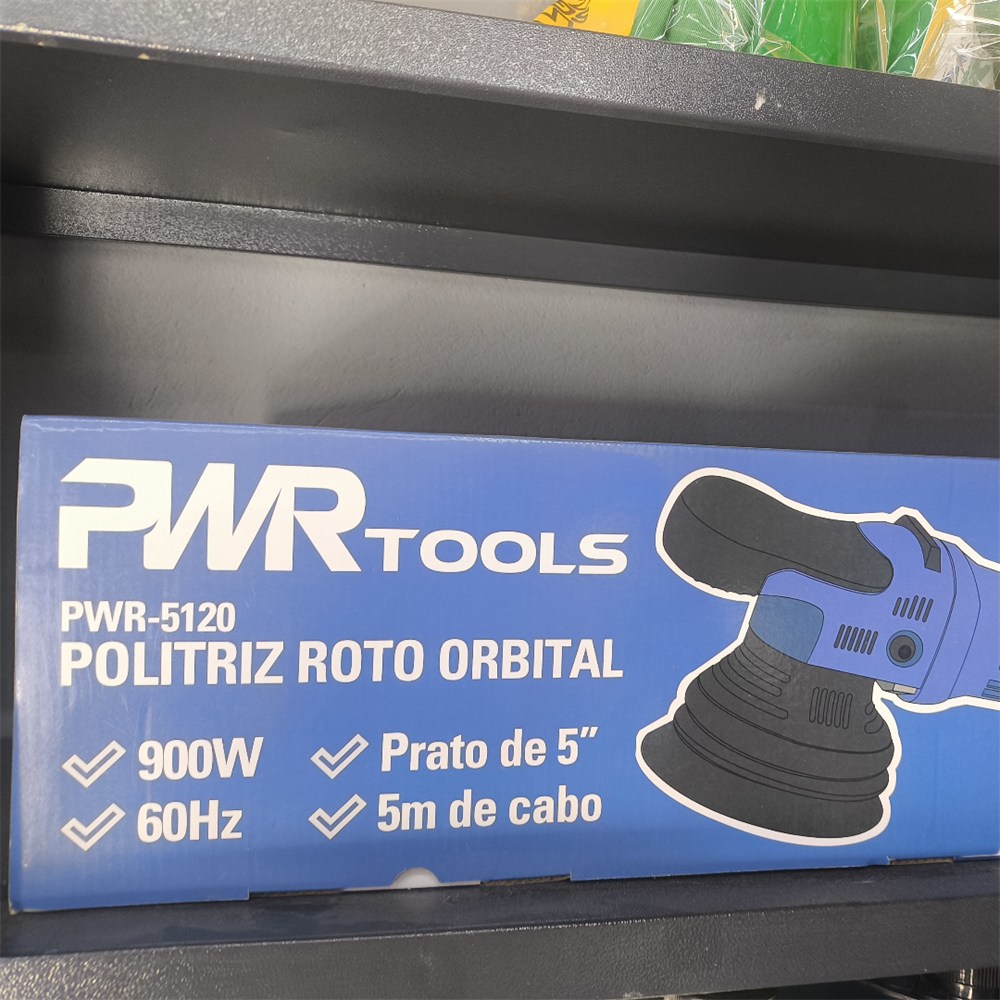 PWR TOOLS
PWR-5120
POLITRIZ ROTO ORBITAL
900W
Prato de 5"
60Hz
5m de cabo